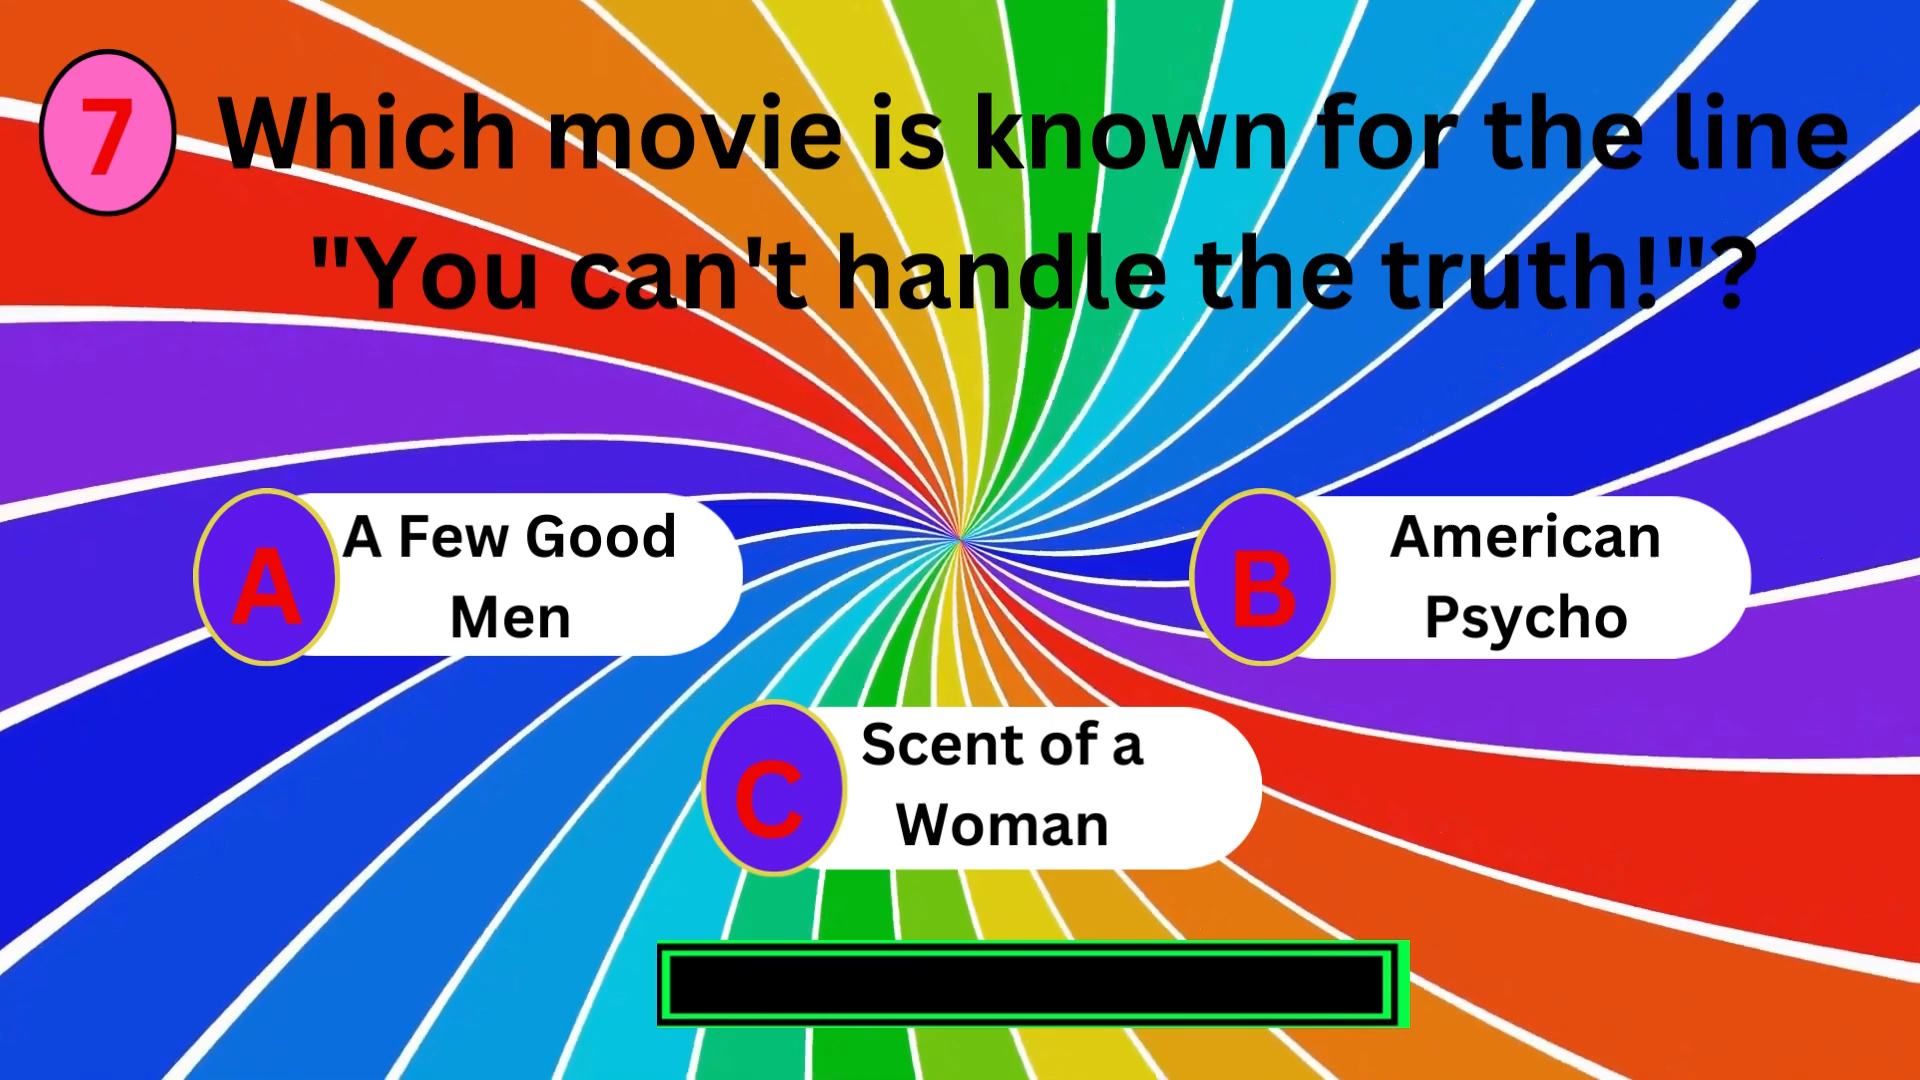 7
Which movie is known for the line
"You can't handle the truth!"?
A
A Few Good
Men
B
American
Psycho
C
Scent of a
Woman